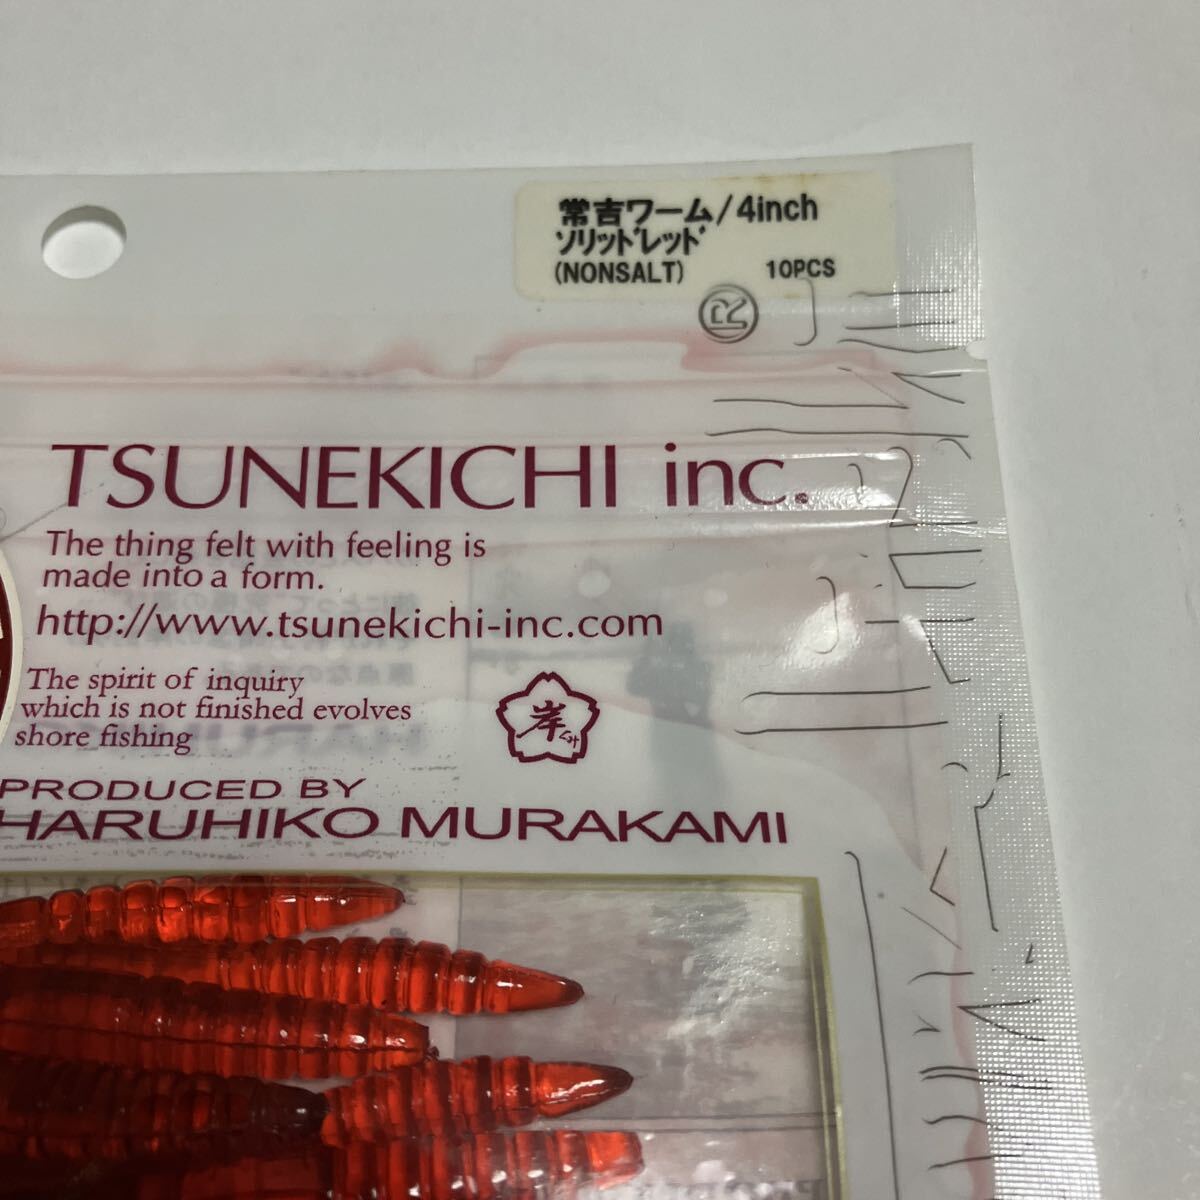 常吉ワーム/4inch
ソリッドレッド
(NONSALT) 10PCS
TSUNEKICHI inc.
The thing felt with feeling is
made into a form.
http://www.tsunekichi-inc.com
The spirit of inquiry
which is not finished evolves
shore fishing
岸
PRODUCED BY
HARUHIKO MURAKAMI